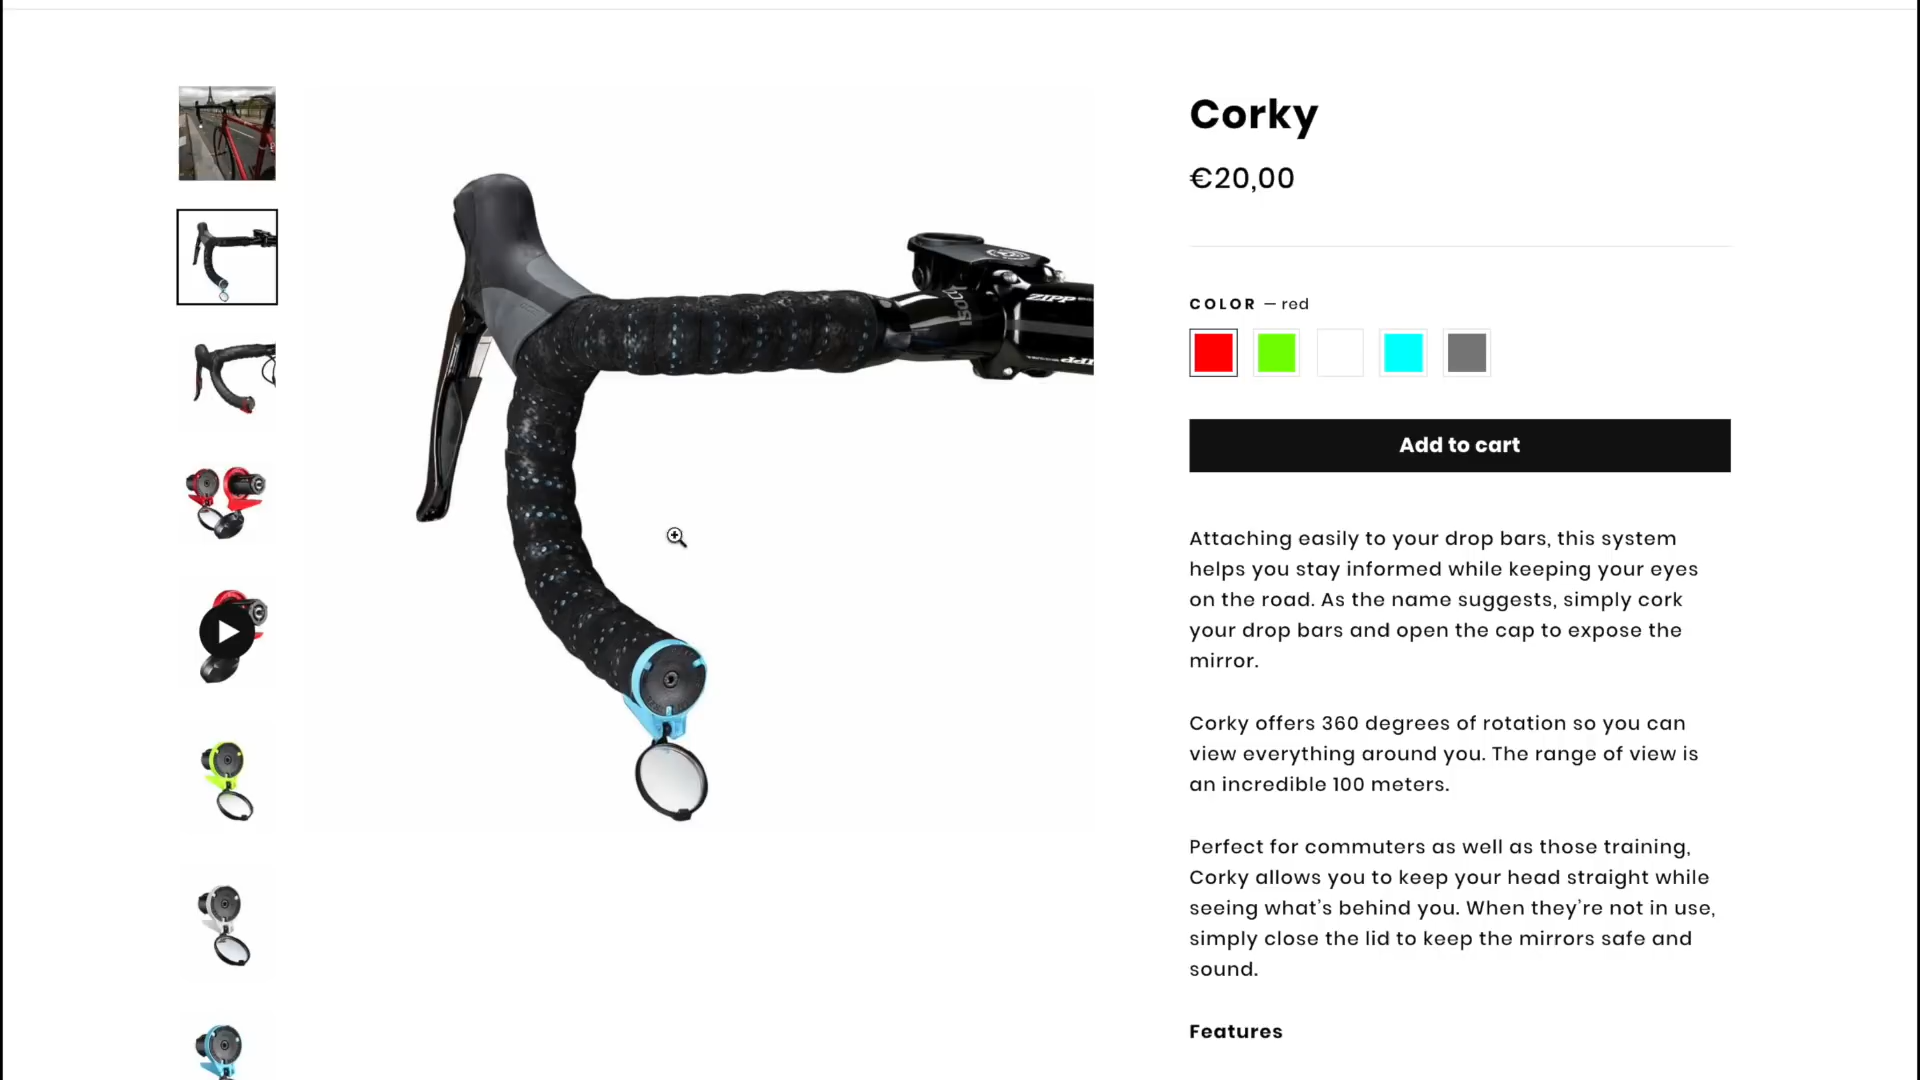 Corky
€20,00
COLOR — red
Add to cart
Attaching easily to your drop bars, this system
helps you stay informed while keeping your eyes
on the road. As the name suggests, simply cork
your drop bars and open the cap to expose the
mirror.
Corky offers 360 degrees of rotation so you can
view everything around you. The range of view is
an incredible 100 meters.
Perfect for commuters as well as those training,
Corky allows you to keep your head straight while
seeing what's behind you. When they're not in use,
simply close the lid to keep the mirrors safe and
sound.
Features
ZIPP
ZIPP